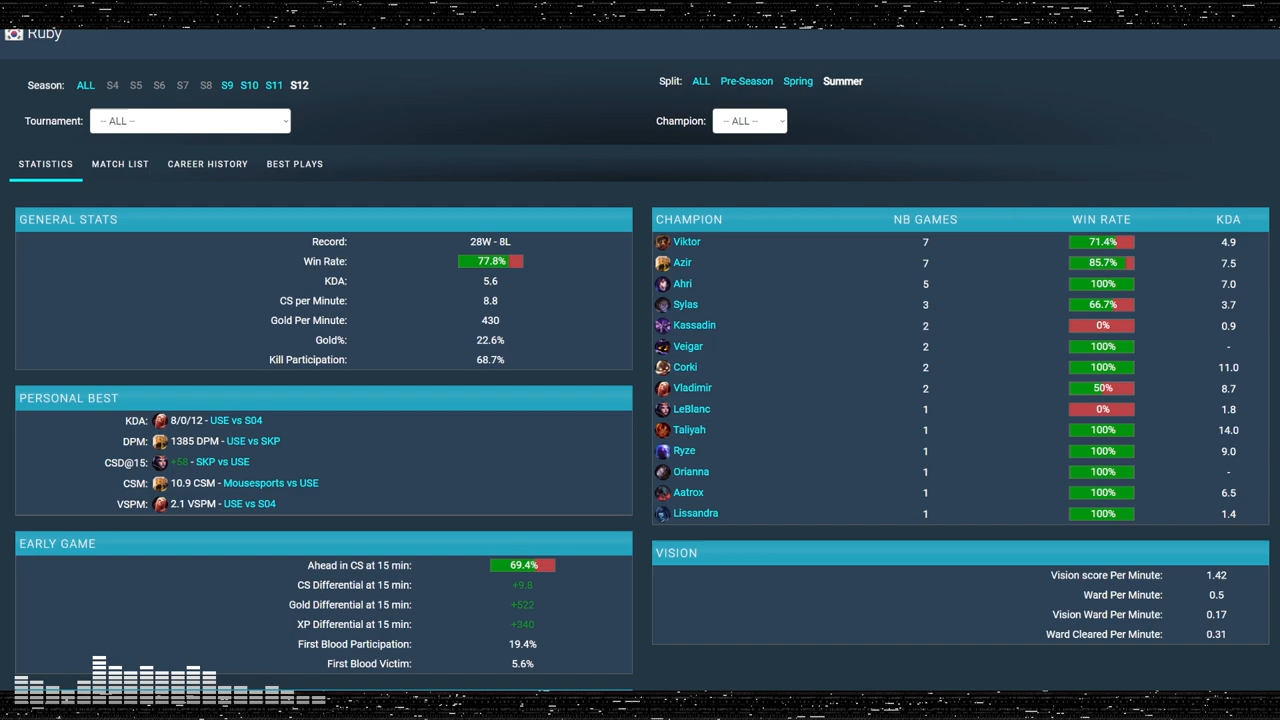 Ruby
Season: ALL S4 S5 S6 S7 S8 S9 S10 S11 S12
Split: ALL Pre-Season Spring Summer
Tournament: -- ALL --
Champion: -- ALL --
STATISTICS MATCH LIST CAREER HISTORY BEST PLAYS
GENERAL STATS
Record: 28W - 8L
Win Rate: 77.8%
KDA: 5.6
CS per Minute: 8.8
Gold Per Minute: 430
Gold%: 22.6%
Kill Participation: 68.7%
PERSONAL BEST
KDA: 8/0/12 - USE vs S04
DPM: 1385 DPM - USE vs SKP
CSD@15: +58 - SKP vs USE
CSM: 10.9 CSM - Mousesports vs USE
VSPM: 2.1 VSPM - USE vs S04
EARLY GAME
Ahead in CS at 15 min: 69.4%
CS Differential at 15 min: +9.8
Gold Differential at 15 min: +522
XP Differential at 15 min: +340
First Blood Participation: 19.4%
First Blood Victim: 5.6%
CHAMPION NB GAMES WIN RATE KDA
Viktor 7 71.4% 4.9
Azir 7 85.7% 7.5
Ahri 5 100% 7.0
Sylas 3 66.7% 3.7
Kassadin 2 0% 0.9
Veigar 2 100% -
Corki 2 100% 11.0
Vladimir 2 50% 8.7
LeBlanc 1 0% 1.8
Taliyah 1 100% 14.0
Ryze 1 100% 9.0
Orianna 1 100% -
Aatrox 1 100% 6.5
Lissandra 1 100% 1.4
VISION
Vision score Per Minute: 1.42
Ward Per Minute: 0.5
Vision Ward Per Minute: 0.17
Ward Cleared Per Minute: 0.31